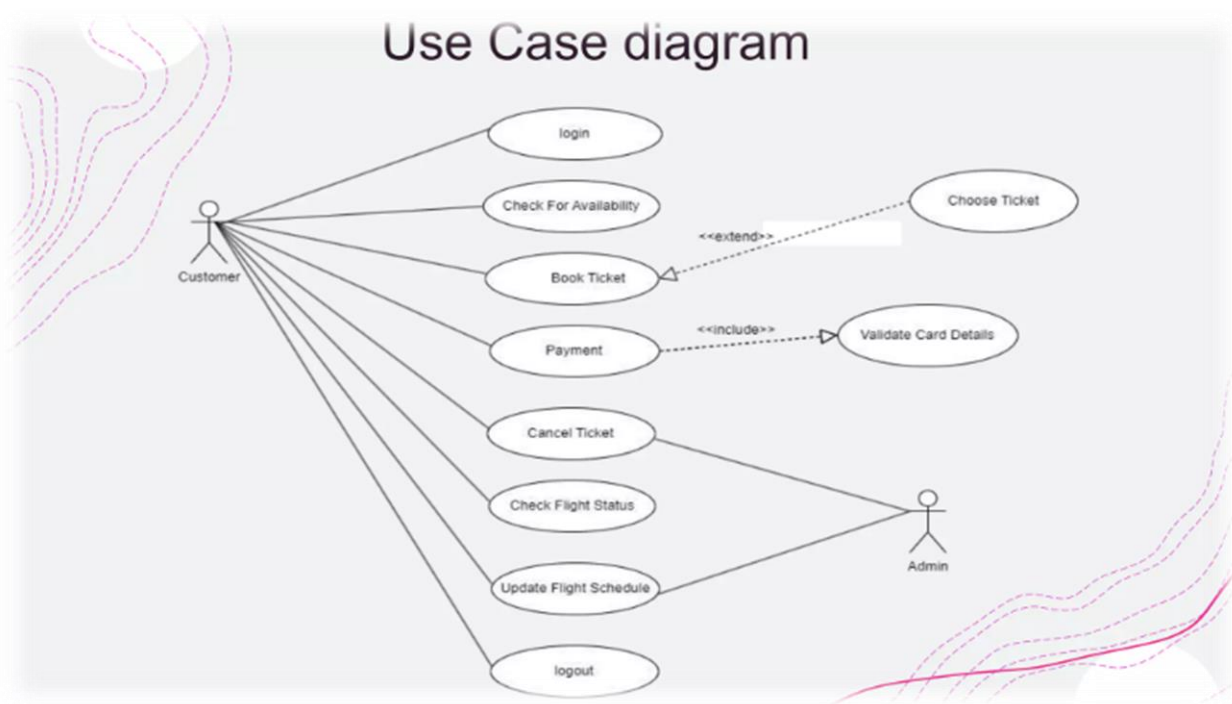 Use Case diagram
login
Check For Availability
Choose Ticket
<<extend>>
Book Ticket
Customer
<<include>>
Validate Card Details
Payment
Cancel Ticket
Check Flight Status
Admin
Update Flight Schedule
logout